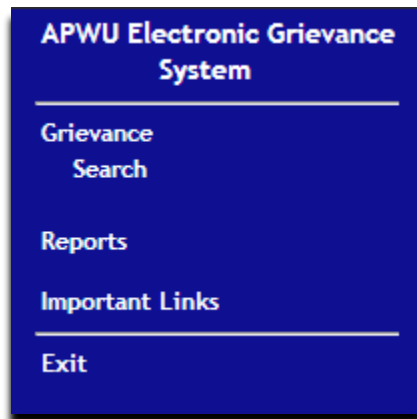 APWU Electronic Grievance
System
Grievance
Search
Reports
Important Links
Exit